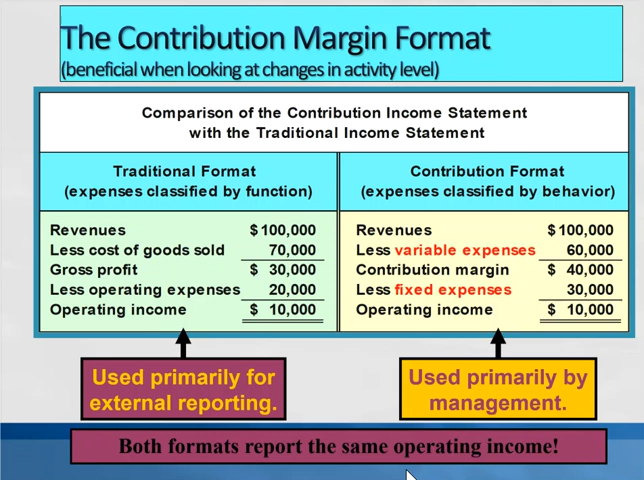 The Contribution Margin Format
(beneficial when looking at changes in activity level)
Comparison of the Contribution Income Statement
with the Traditional Income Statement
Traditional Format
(expenses classified by function)
Revenues $100,000
Less cost of goods sold 70,000
Gross profit $ 30,000
Less operating expenses 20,000
Operating income $ 10,000
Contribution Format
(expenses classified by behavior)
Revenues $100,000
Less variable expenses 60,000
Contribution margin $ 40,000
Less fixed expenses 30,000
Operating income $ 10,000
Used primarily for
external reporting.
Used primarily by
management.
Both formats report the same operating income!